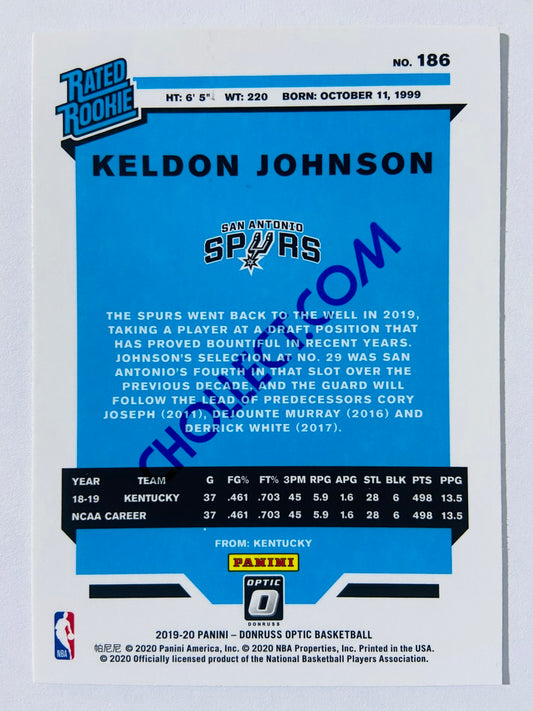 NO. 186
RATED
ROOKIE
HT: 6' 5" WT: 220 BORN: OCTOBER 11, 1999
KELDON JOHNSON
SAN ANTONIO
SPURS
THE SPURS WENT BACK TO THE WELL IN 2019,
TAKING A PLAYER AT A DRAFT POSITION THAT
HAS PROVED BOUNTIFUL IN RECENT YEARS.
JOHNSON'S SELECTION AT NO. 29 WAS SAN
ANTONIO'S FOURTH IN THAT SLOT OVER THE
PREVIOUS DECADE, AND THE GUARD WILL
FOLLOW THE LEAD OF PREDECESSORS CORY
JOSEPH (2011), DEJOUNTE MURRAY (2016) AND
DERRICK WHITE (2017).
CHOLLECT.COM
YEAR TEAM G FG% FT% 3PM RPG APG STL BLK PTS PPG
18-19 KENTUCKY 37 .461 .703 45 5.9 1.6 28 6 498 13.5
NCAA CAREER 37 .461 .703 45 5.9 1.6 28 6 498 13.5
FROM: KENTUCKY
PANINI
OPTIC
DONRUSS
NBA
2019-20 PANINI – DONRUSS OPTIC BASKETBALL
帕尼尼 © 2020 Panini America, Inc. © 2020 NBA Properties, Inc. Printed in the USA.
© 2020 Officially licensed product of the National Basketball Players Association.